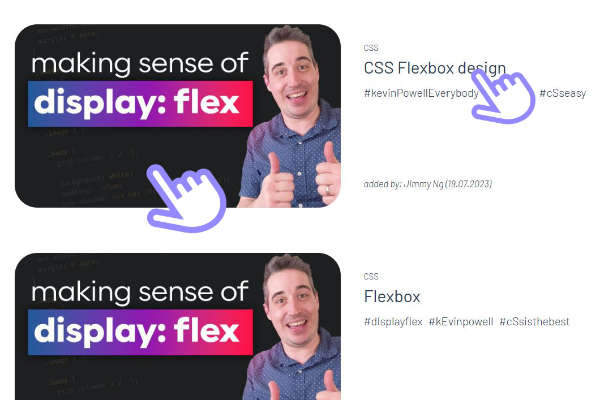 making sense of
display: flex
CSS
CSS Flexbox design
#kevinPowellEverybody #cSseasy
added by: JImmy Ng (19.07.2023)
making sense of
display: flex
CSS
Flexbox
#dIsplayflex #kEvinpowell #cSsisthebest